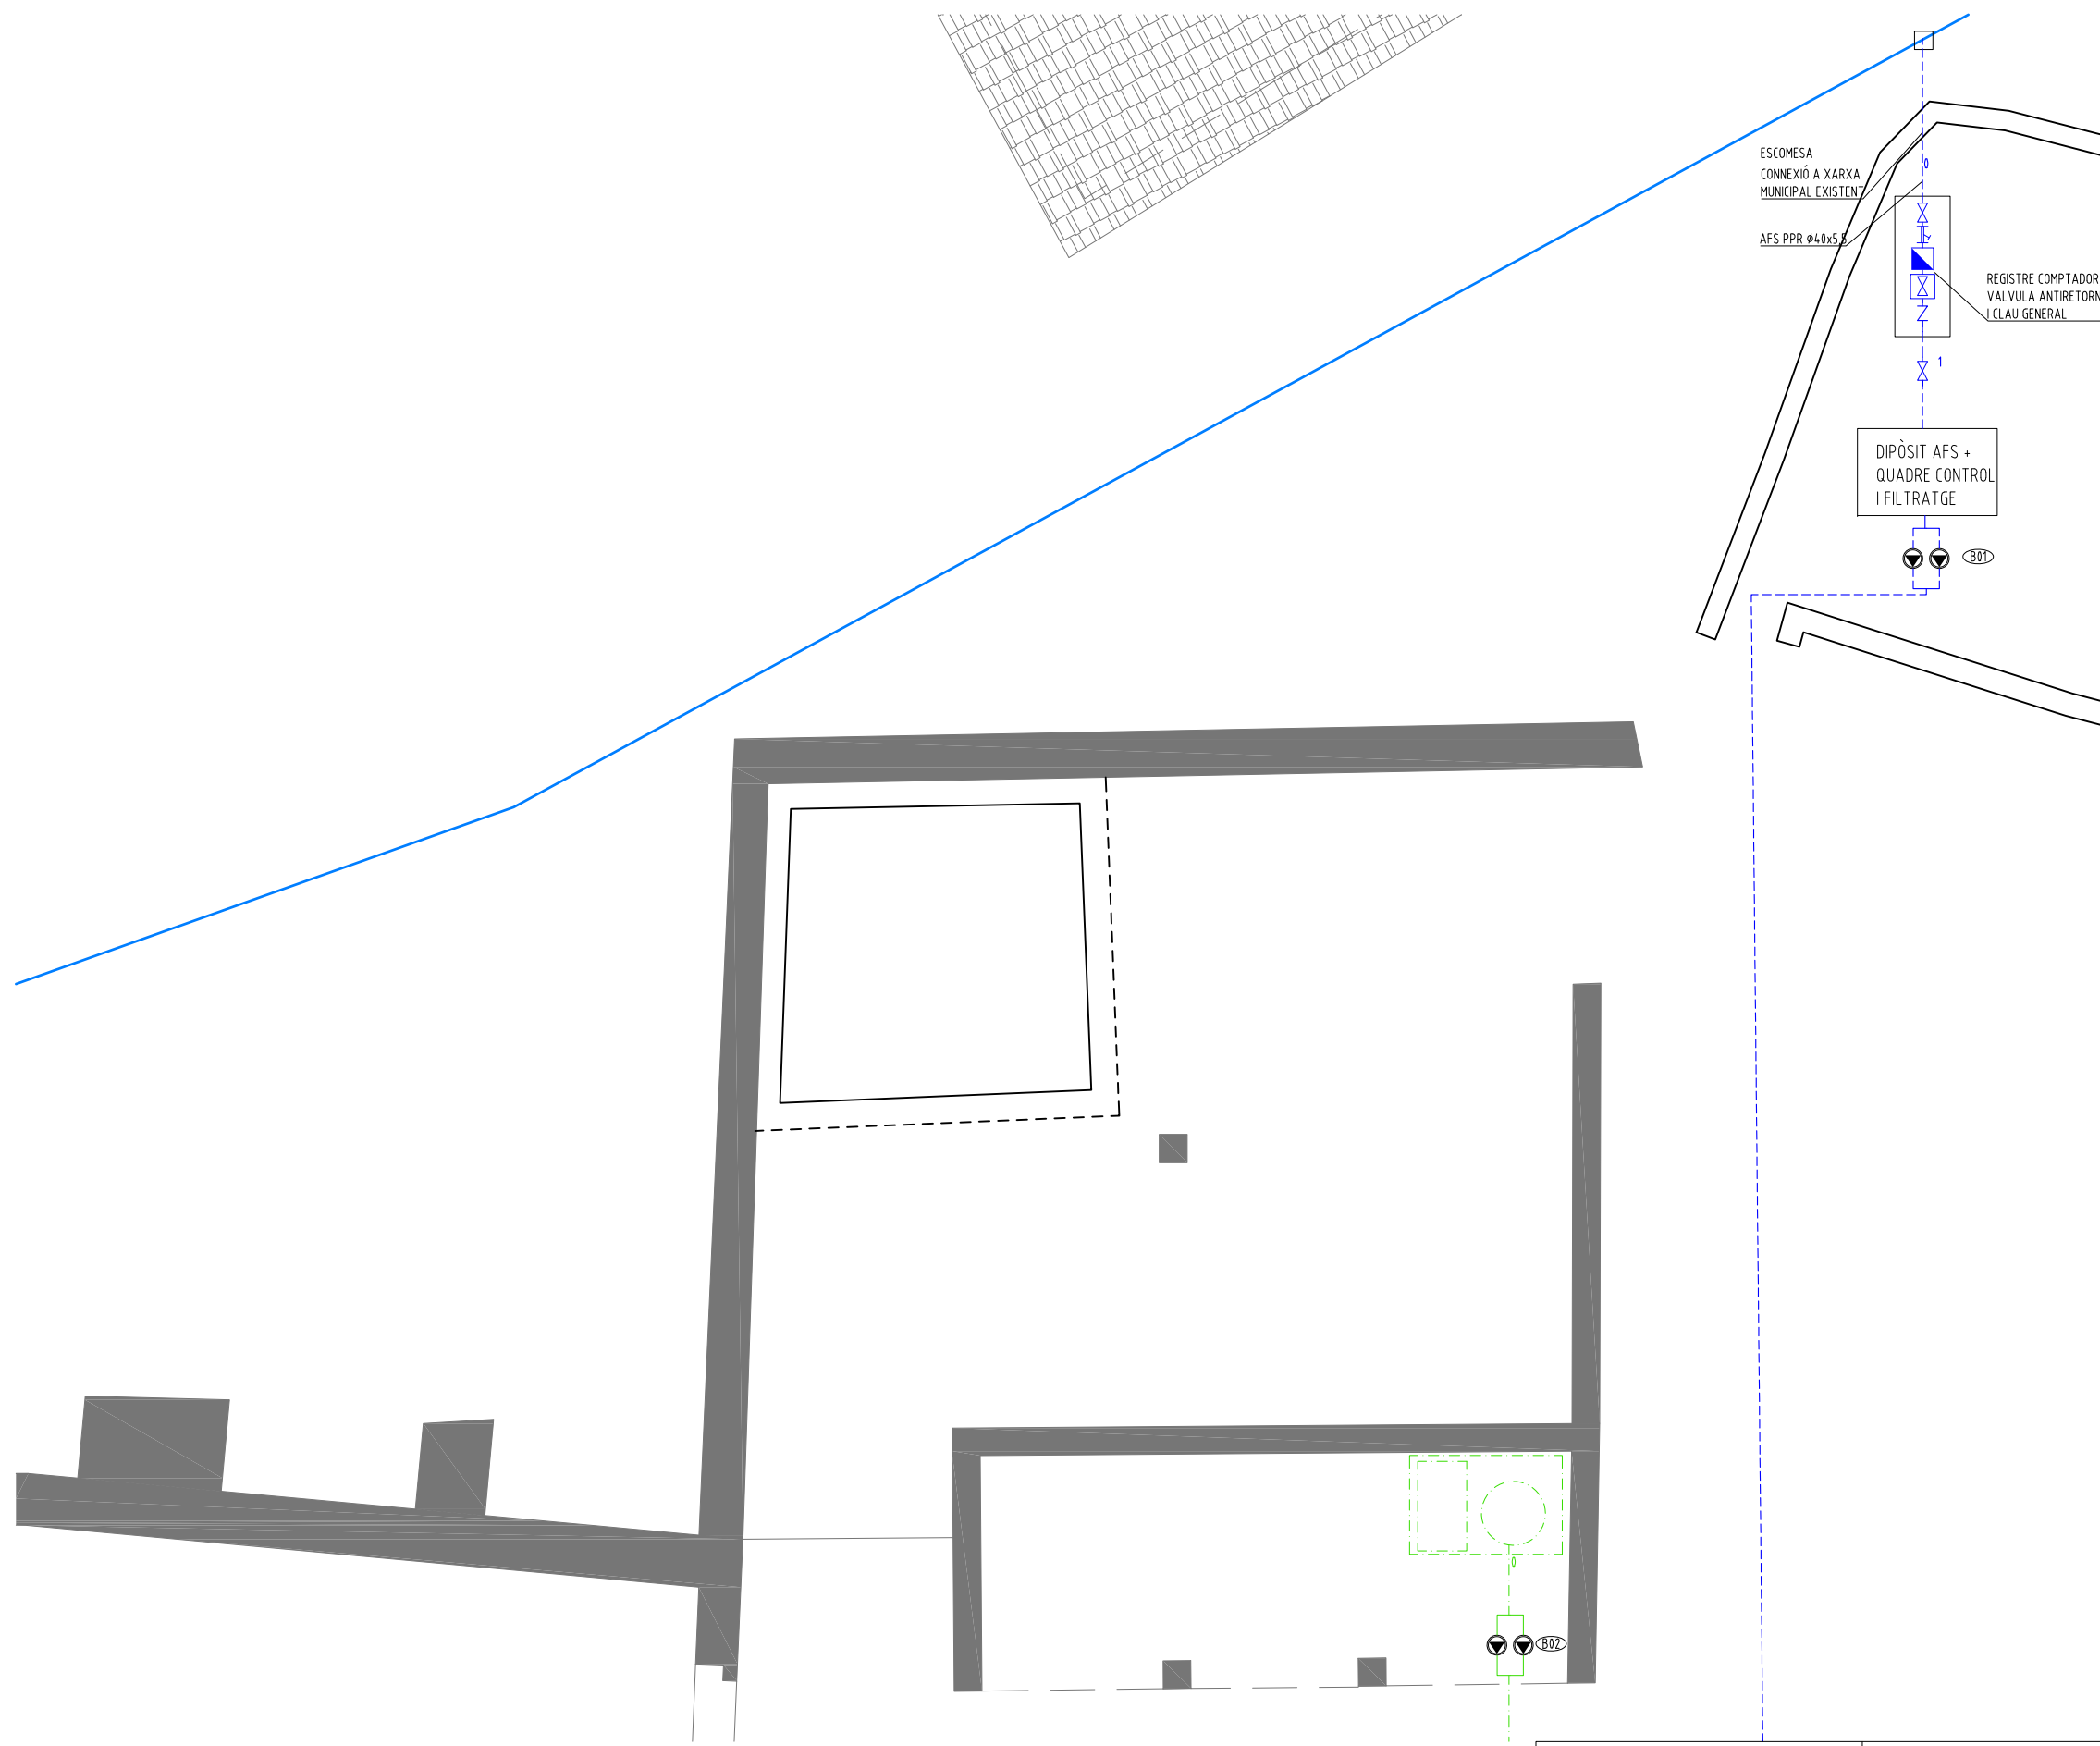 ESCOMESA
CONNEXIÓ A XARXA
MUNICIPAL EXISTENT
0
AFS PPR Ø40x5,5
REGISTRE COMPTADOR
VALVULA ANTIRETORN
I CLAU GENERAL
1
DIPÒSIT AFS +
QUADRE CONTROL
I FILTRATGE
B01
0
B02